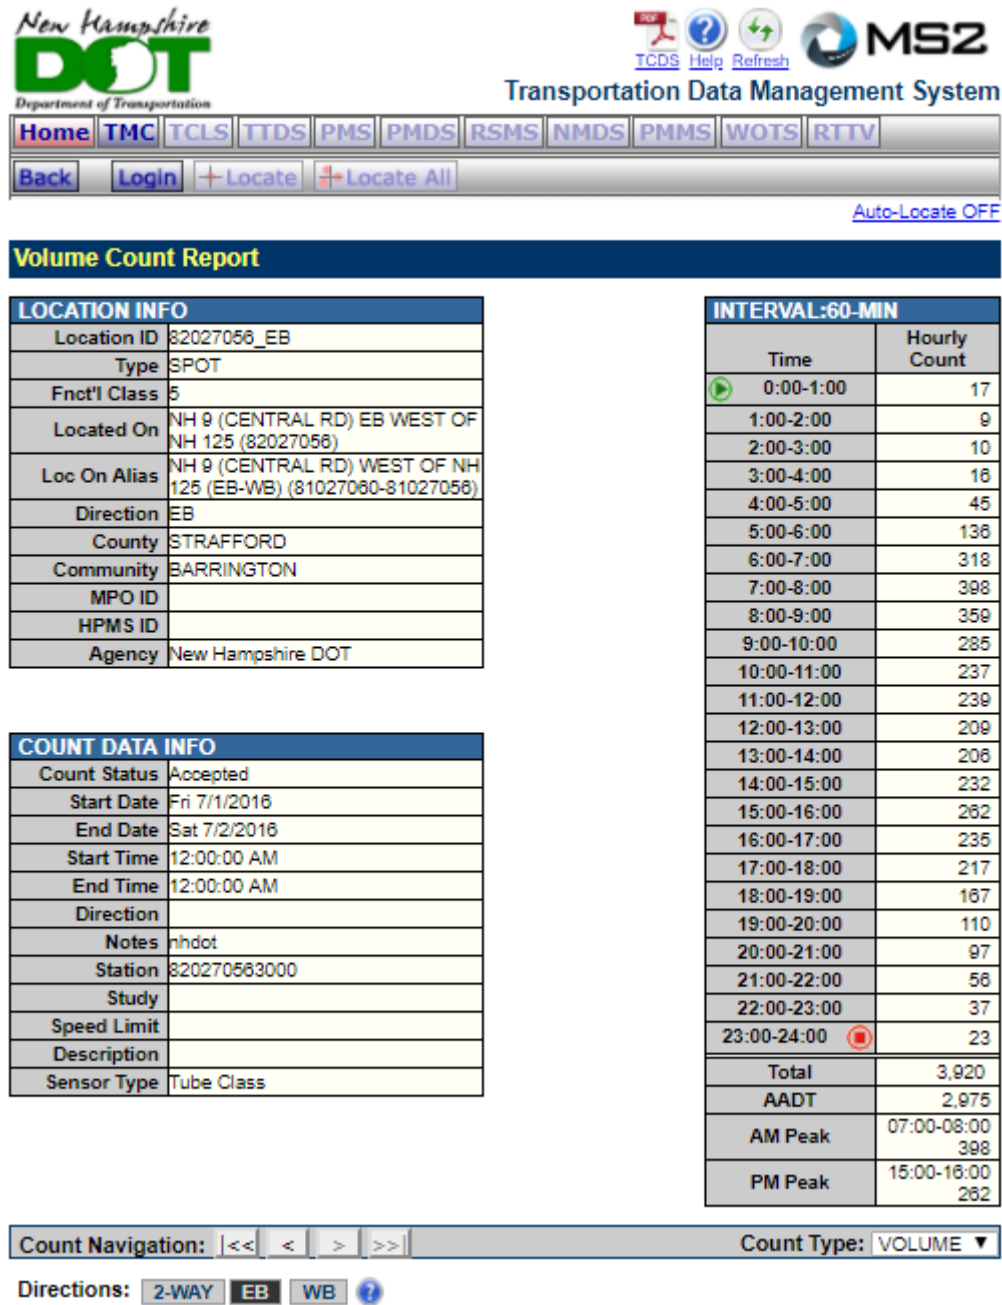 New Hampshire
DOT
Department of Transportation
PDF
TCDS Help Refresh
MS2
Transportation Data Management System
Home TMC TCLS TTDS PMS PMDS RSMS NMDS PMMS WOTS RTTV
Back Login Locate Locate All
Auto-Locate OFF
Volume Count Report
LOCATION INFO
Location ID 82027056_EB
Type SPOT
Fnct'l Class 5
Located On NH 9 (CENTRAL RD) EB WEST OF
NH 125 (82027056)
Loc On Alias NH 9 (CENTRAL RD) WEST OF NH
125 (EB-WB) (81027060-81027056)
Direction EB
County STRAFFORD
Community BARRINGTON
MPO ID
HPMS ID
Agency New Hampshire DOT
COUNT DATA INFO
Count Status Accepted
Start Date Fri 7/1/2016
End Date Sat 7/2/2016
Start Time 12:00:00 AM
End Time 12:00:00 AM
Direction
Notes nhdot
Station 820270563000
Study
Speed Limit
Description
Sensor Type Tube Class
INTERVAL:60-MIN
Time Hourly
Count
0:00-1:00 17
1:00-2:00 9
2:00-3:00 10
3:00-4:00 16
4:00-5:00 45
5:00-6:00 136
6:00-7:00 318
7:00-8:00 398
8:00-9:00 359
9:00-10:00 285
10:00-11:00 237
11:00-12:00 239
12:00-13:00 209
13:00-14:00 206
14:00-15:00 232
15:00-16:00 262
16:00-17:00 235
17:00-18:00 217
18:00-19:00 167
19:00-20:00 110
20:00-21:00 97
21:00-22:00 56
22:00-23:00 37
23:00-24:00 23
Total 3,920
AADT 2,975
AM Peak 07:00-08:00
398
PM Peak 15:00-16:00
262
Count Navigation: |<< < > >>| Count Type: VOLUME ▼
Directions: 2-WAY EB WB ?